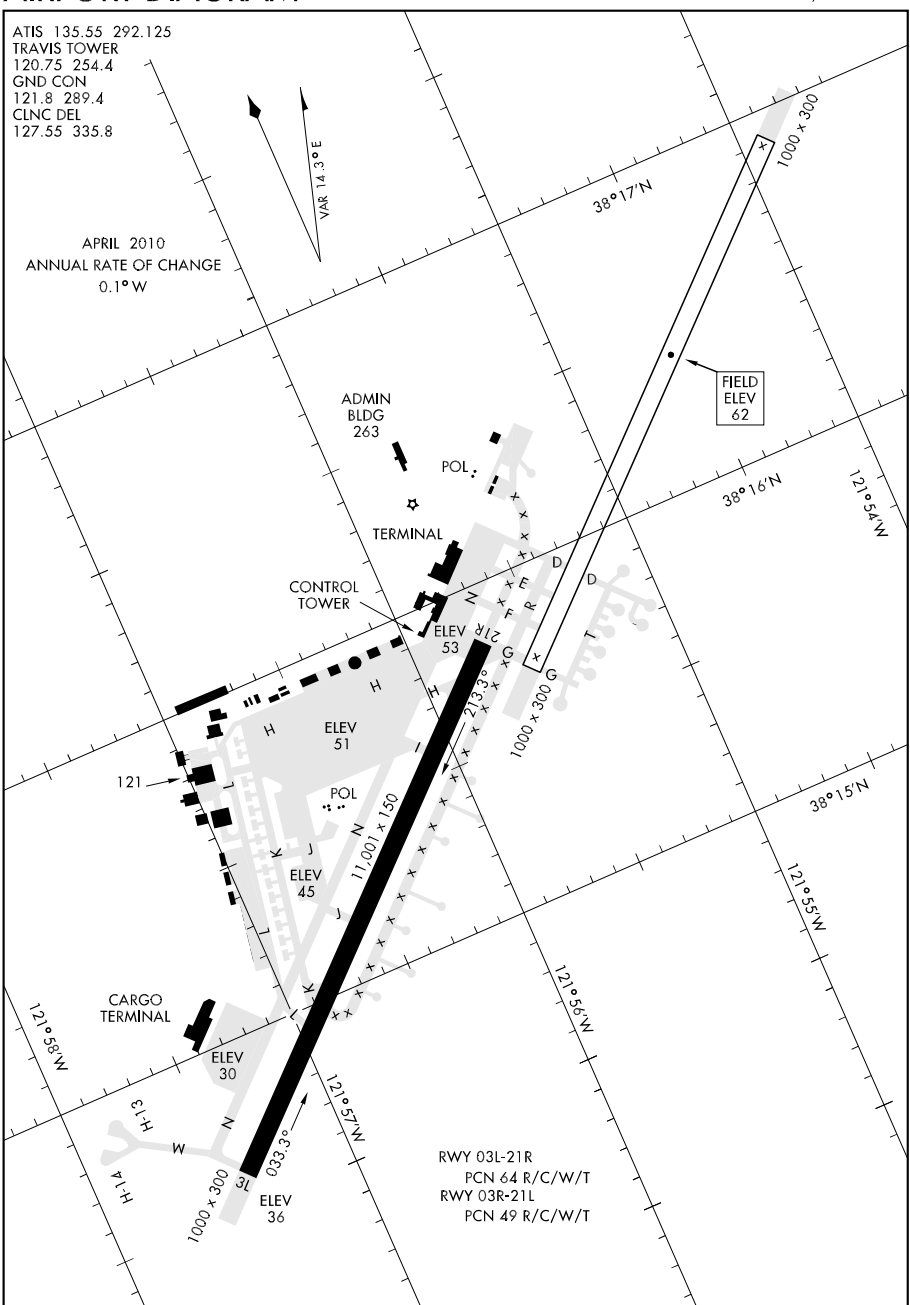 ATIS 135.55 292.125
TRAVIS TOWER
120.75 254.4
GND CON
121.8 289.4
CLNC DEL
127.55 335.8
VAR 14.3° E
APRIL 2010
ANNUAL RATE OF CHANGE
0.1° W
1000 x 300
x
38°17'N
FIELD
ELEV
62
ADMIN
BLDG
263
POL
38°16'N
121°54'W
TERMINAL
CONTROL
TOWER
D
D
E
F
R
N
T
ELEV
53
21R
G
x
G
213.3°
1000 x 300
H
H
H
ELEV
51
I
121
L
POL
38°15'N
11,001 x 150
N
K
J
ELEV
45
J
L
121°55'W
121°56'W
K
L
CARGO
TERMINAL
121°58'W
ELEV
30
121°57'W
H-13
N
M
H-14
033.3°
3L
1000 x 300
ELEV
36
RWY 03L-21R
PCN 64 R/C/W/T
RWY 03R-21L
PCN 49 R/C/W/T